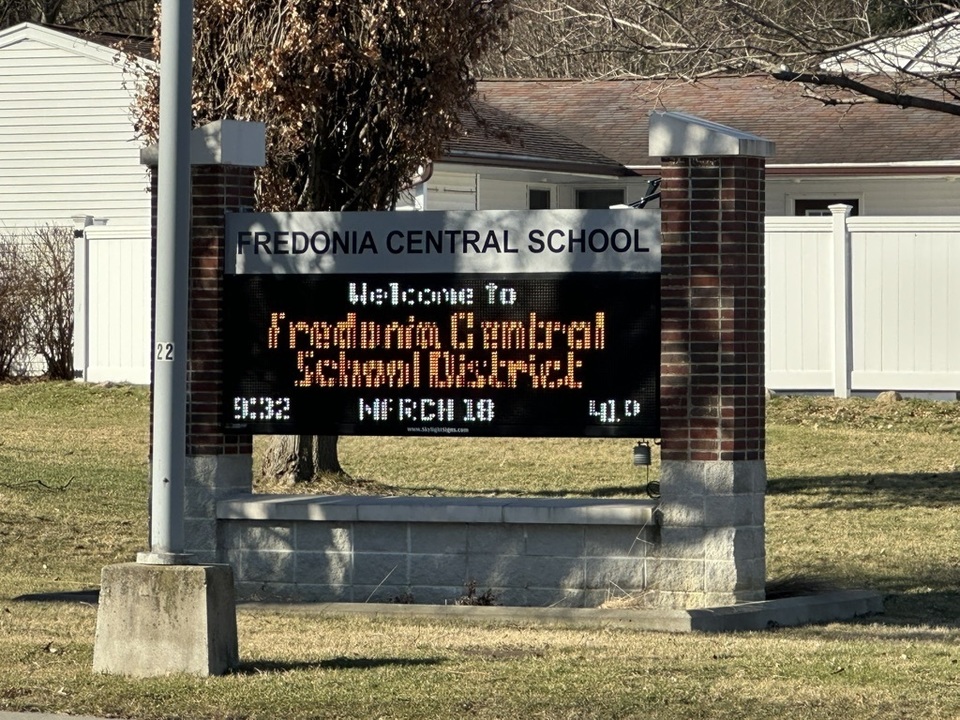 FREDONIA CENTRAL SCHOOL
Welcome To
Fredonia Central
School District
9:32 MARCH 18 41.0
www.skylightsigns.com
22